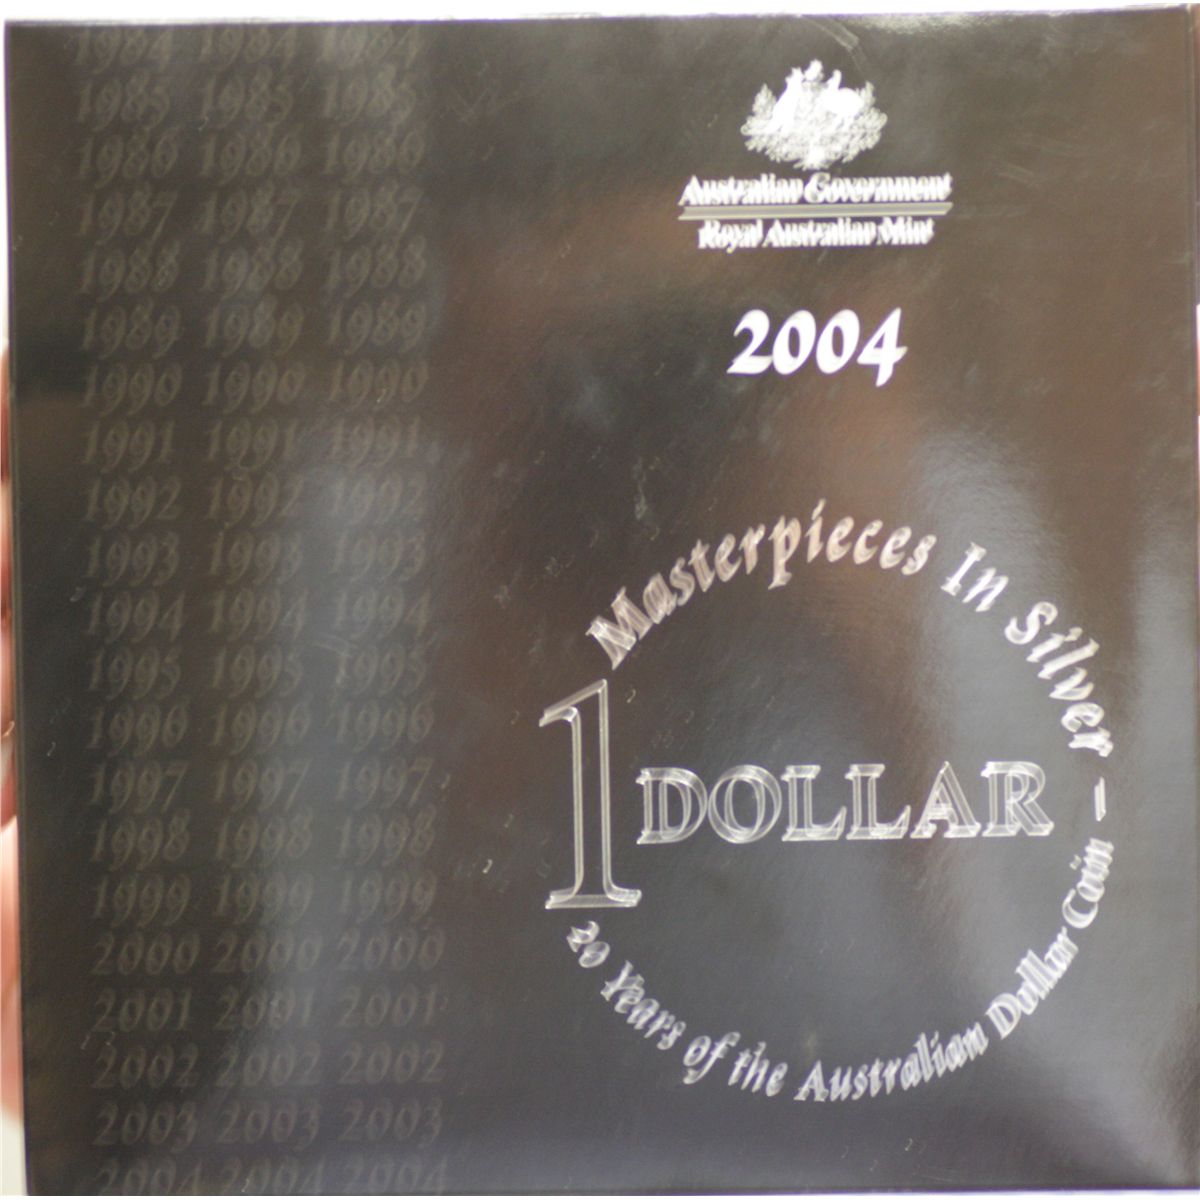 1984 1984 1984
1985 1985 1985
1986 1986 1986
1987 1987 1987
1988 1988 1988
1989 1989 1989
1990 1990 1990
1991 1991 1991
1992 1992 1992
1993 1993 1993
1994 1994 1994
1995 1995 1995
1996 1996 1996
1997 1997 1997
1998 1998 1998
1999 1999 1999
2000 2000 2000
2001 2001 2001
2002 2002 2002
2003 2003 2003
2004 2004 2004
Australian Government
Royal Australian Mint
2004
Masterpieces In Silver –
1 DOLLAR
20 Years of the Australian Dollar Coin